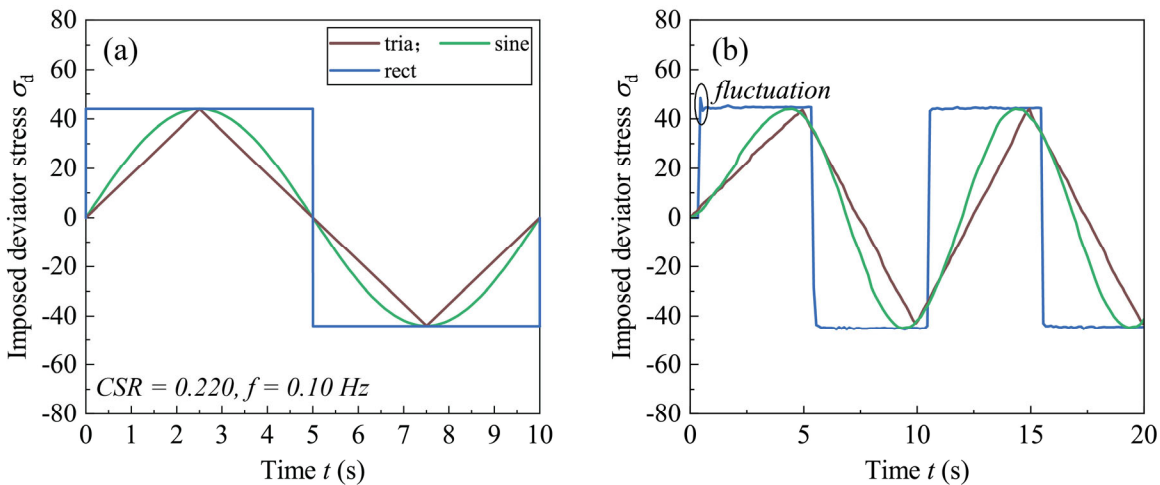 80
60
40
20
0
-20
-40
-60
-80
Imposed deviator stress σd
(a)
tria；
sine
rect
CSR = 0.220, f = 0.10 Hz
0 1 2 3 4 5 6 7 8 9 10
Time t (s)
80
60
40
20
0
-20
-40
-60
-80
Imposed deviator stress σd
(b)
fluctuation
0 5 10 15 20
Time t (s)